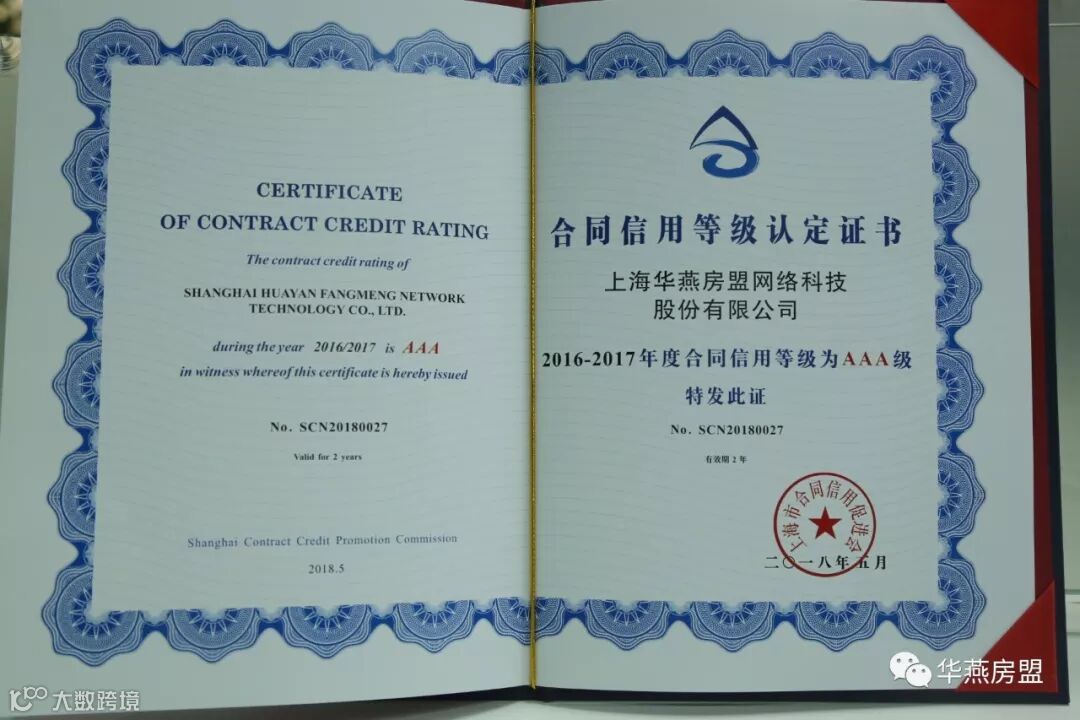 CERTIFICATE
OF CONTRACT CREDIT RATING
The contract credit rating of
SHANGHAI HUAYAN FANGMENG NETWORK
TECHNOLOGY CO., LTD.
during the year 2016/2017 is AAA
in witness whereof this certificate is hereby issued
No. SCN20180027
Valid for 2 years
Shanghai Contract Credit Promotion Commission
2018.5
合同信用等级认定证书
上海华燕房盟网络科技
股份有限公司
2016-2017年度合同信用等级为AAA级
特发此证
No. SCN20180027
有效期2年
上海市合同信用促进会
二〇一八年五月
华燕房盟
大数跨境